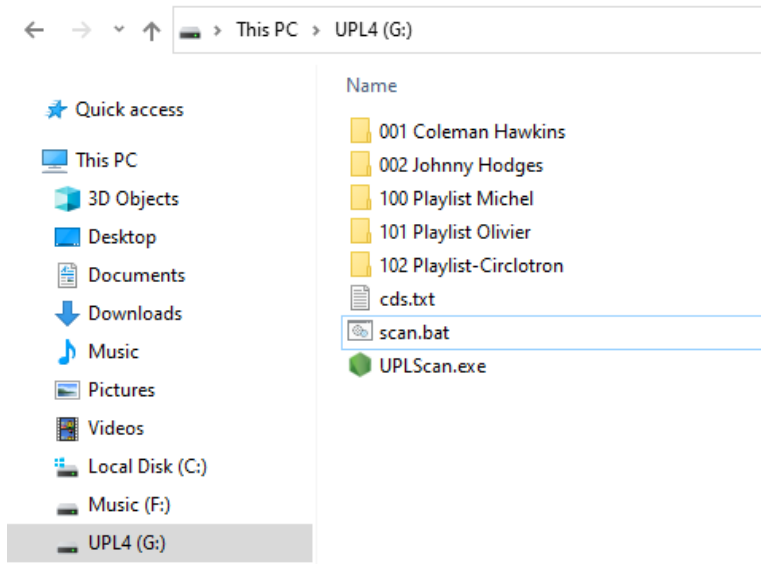 This PC > UPL4 (G:)
Quick access
This PC
3D Objects
Desktop
Documents
Downloads
Music
Pictures
Videos
Local Disk (C:)
Music (F:)
UPL4 (G:)
Name
001 Coleman Hawkins
002 Johnny Hodges
100 Playlist Michel
101 Playlist Olivier
102 Playlist-Circlotron
cds.txt
scan.bat
UPLScan.exe